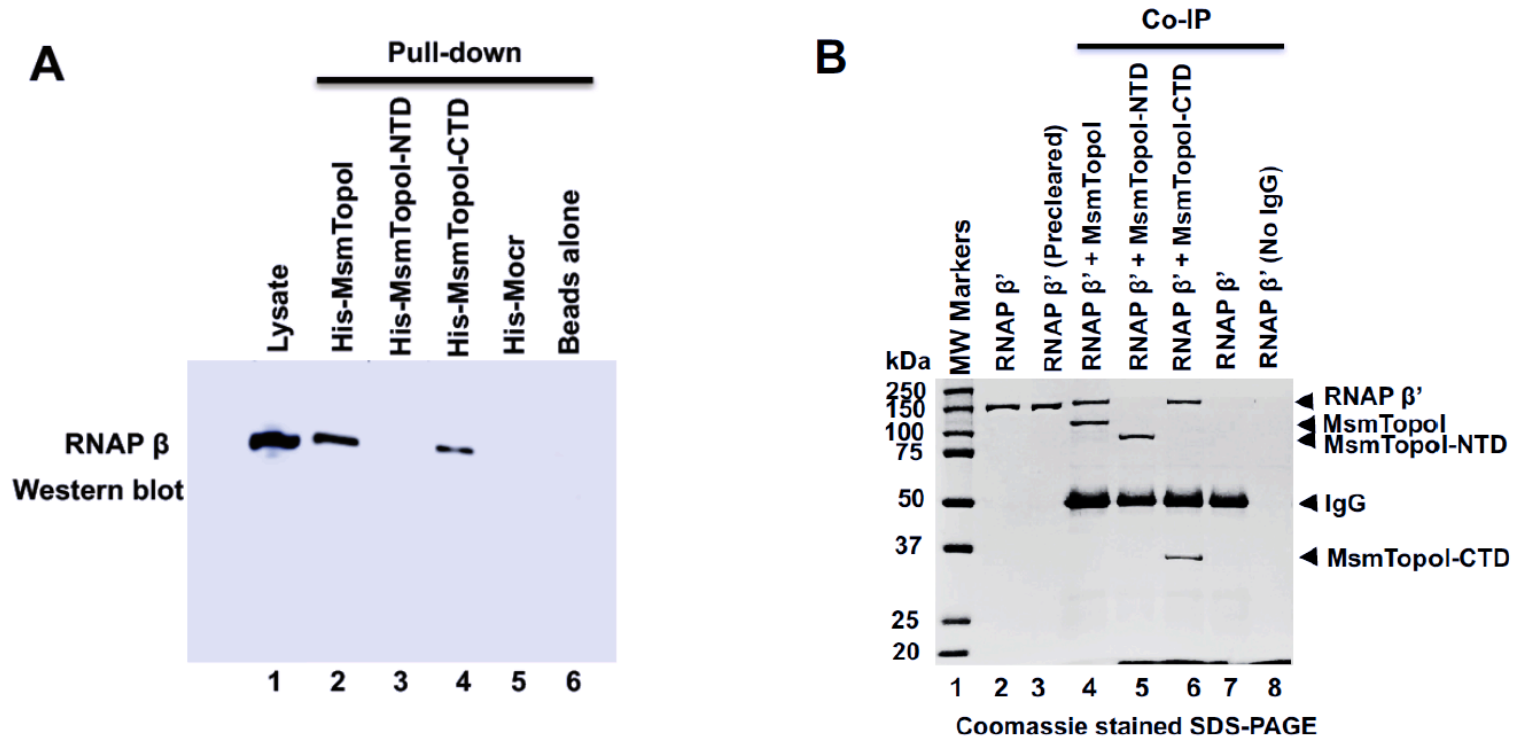 A
Pull-down
Lysate
His-MsmTopoI
His-MsmTopoI-NTD
His-MsmTopoI-CTD
His-Mocr
Beads alone
RNAP β
Western blot
1 2 3 4 5 6
B
Co-IP
MW Markers
RNAP β’
RNAP β’ (Precleared)
RNAP β’ + MsmTopoI
RNAP β’ + MsmTopoI-NTD
RNAP β’ + MsmTopoI-CTD
RNAP β’
RNAP β’ (No IgG)
kDa
250
150
100
75
50
37
25
20
RNAP β’
MsmTopoI
MsmTopoI-NTD
IgG
MsmTopoI-CTD
1 2 3 4 5 6 7 8
Coomassie stained SDS-PAGE